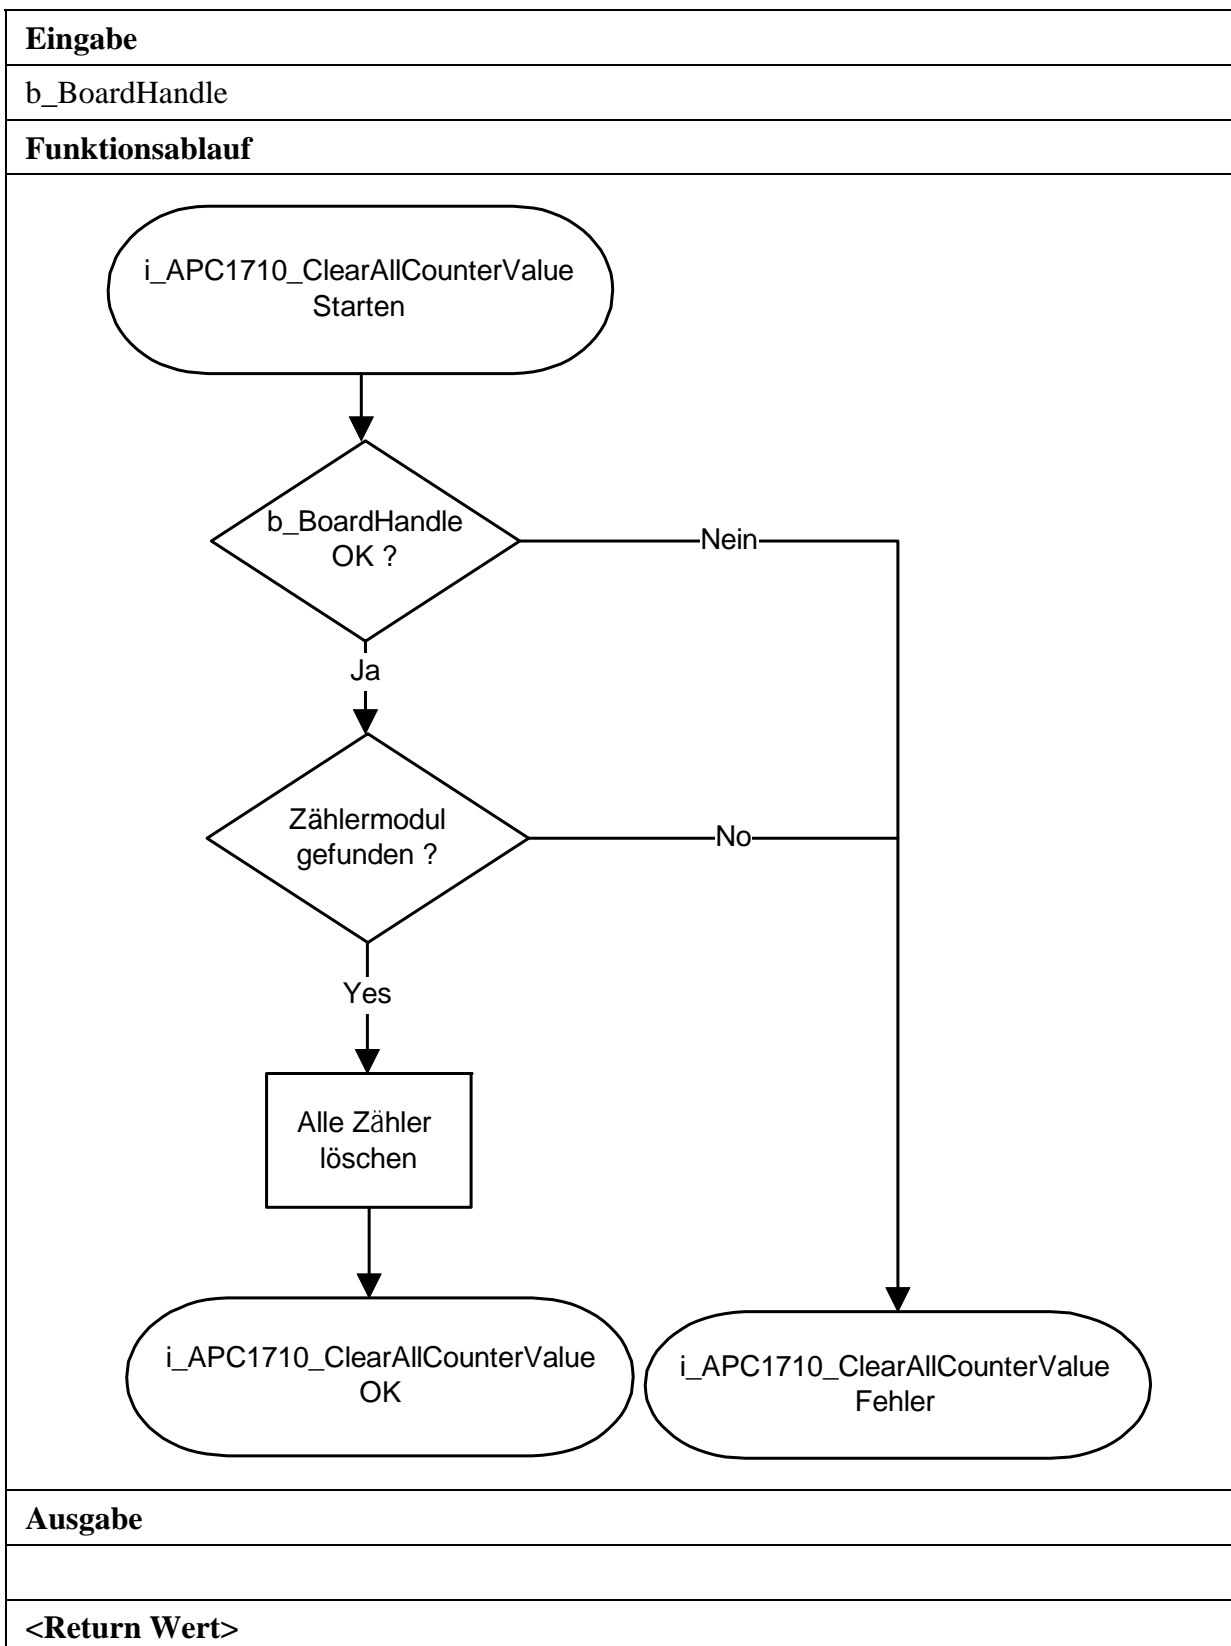 Eingabe
b_BoardHandle
Funktionsablauf
i_APC1710_ClearAllCounterValue
Starten
b_BoardHandle
OK ?
Nein
Ja
Zählermodul
gefunden ?
No
Yes
Alle Zähler
löschen
i_APC1710_ClearAllCounterValue
OK
i_APC1710_ClearAllCounterValue
Fehler
Ausgabe
<Return Wert>